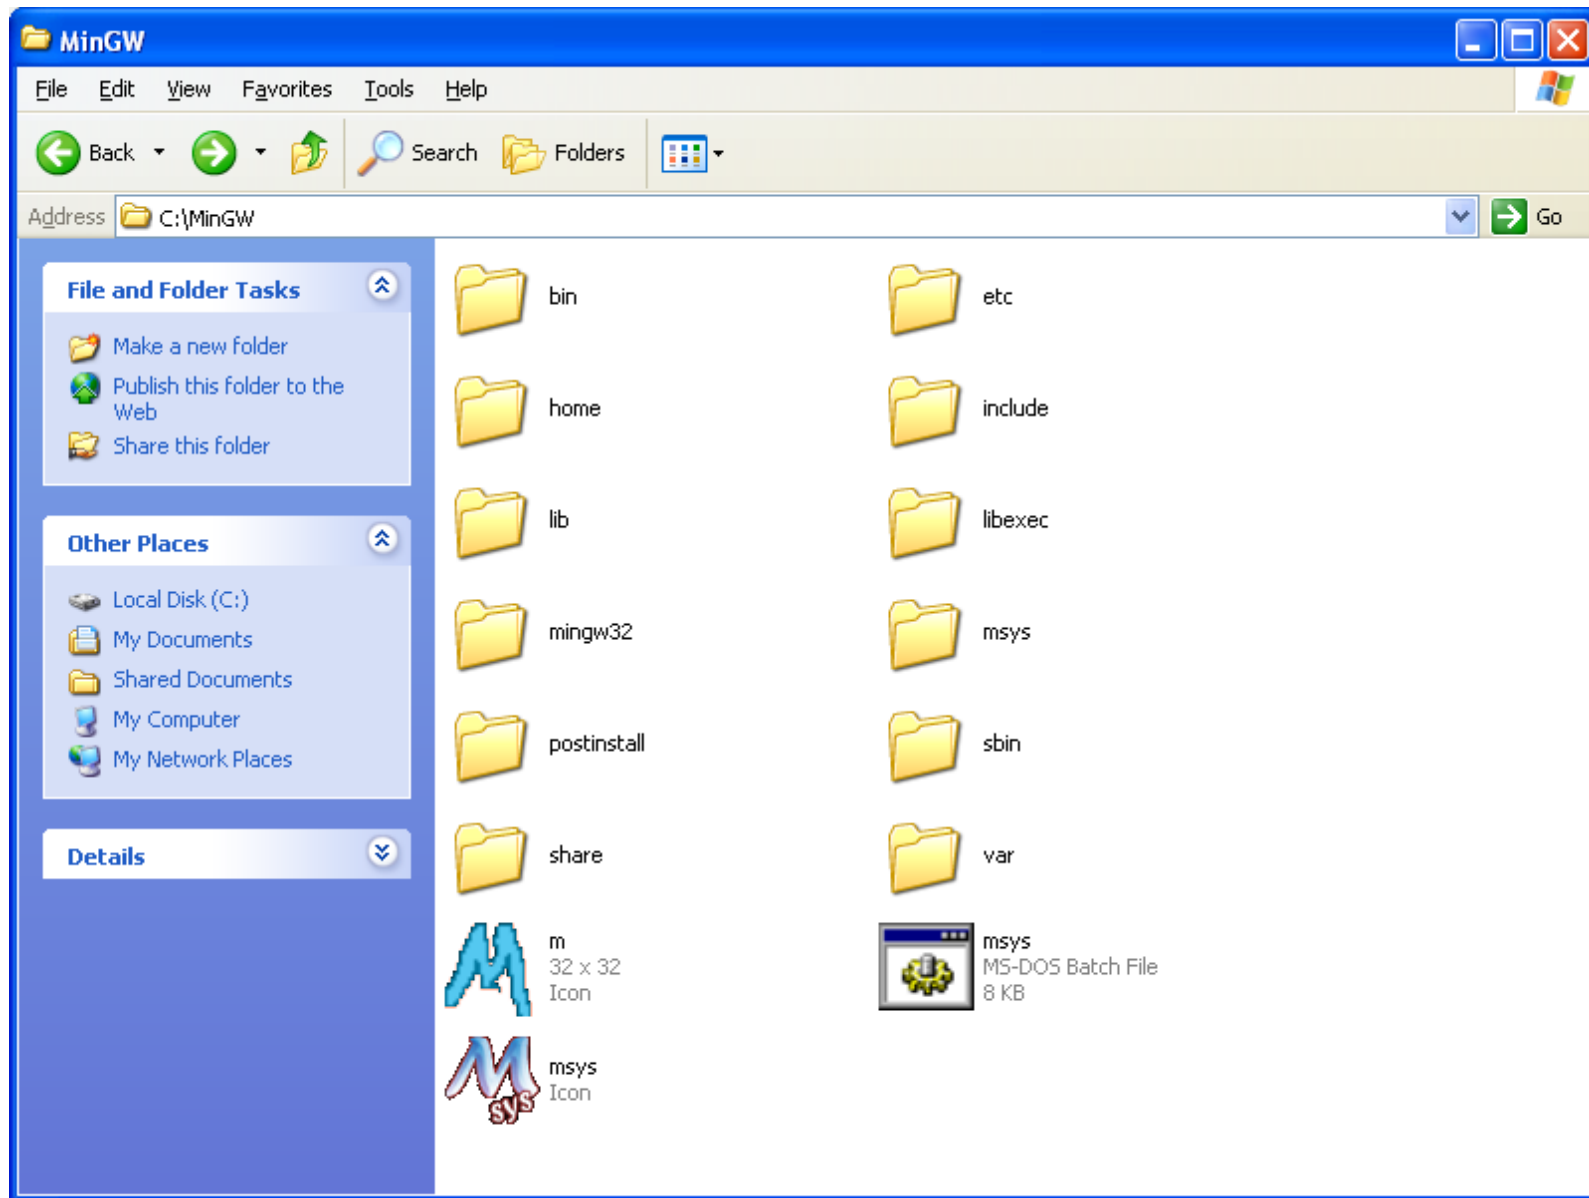 MinGW
File Edit View Favorites Tools Help
Back Search Folders
Address C:\MinGW Go
File and Folder Tasks
Make a new folder
Publish this folder to the
Web
Share this folder
Other Places
Local Disk (C:)
My Documents
Shared Documents
My Computer
My Network Places
Details
bin etc
home include
lib libexec
mingw32 msys
postinstall sbin
share var
m
32 x 32
Icon
msys
MS-DOS Batch File
8 KB
msys
Icon
M sys